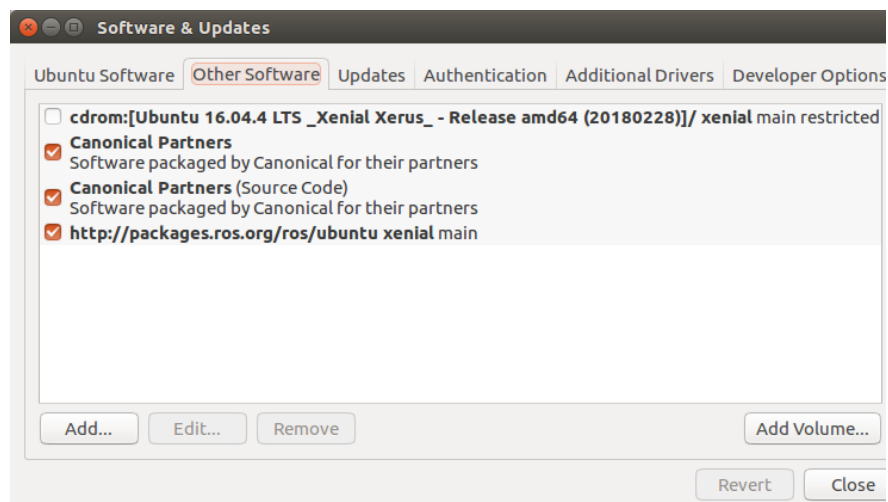 Software & Updates
Ubuntu Software Other Software Updates Authentication Additional Drivers Developer Options
cdrom:[Ubuntu 16.04.4 LTS _Xenial Xerus_ - Release amd64 (20180228)]/ xenial main restricted
Canonical Partners
Software packaged by Canonical for their partners
Canonical Partners (Source Code)
Software packaged by Canonical for their partners
http://packages.ros.org/ros/ubuntu xenial main
Add... Edit... Remove Add Volume...
Revert Close